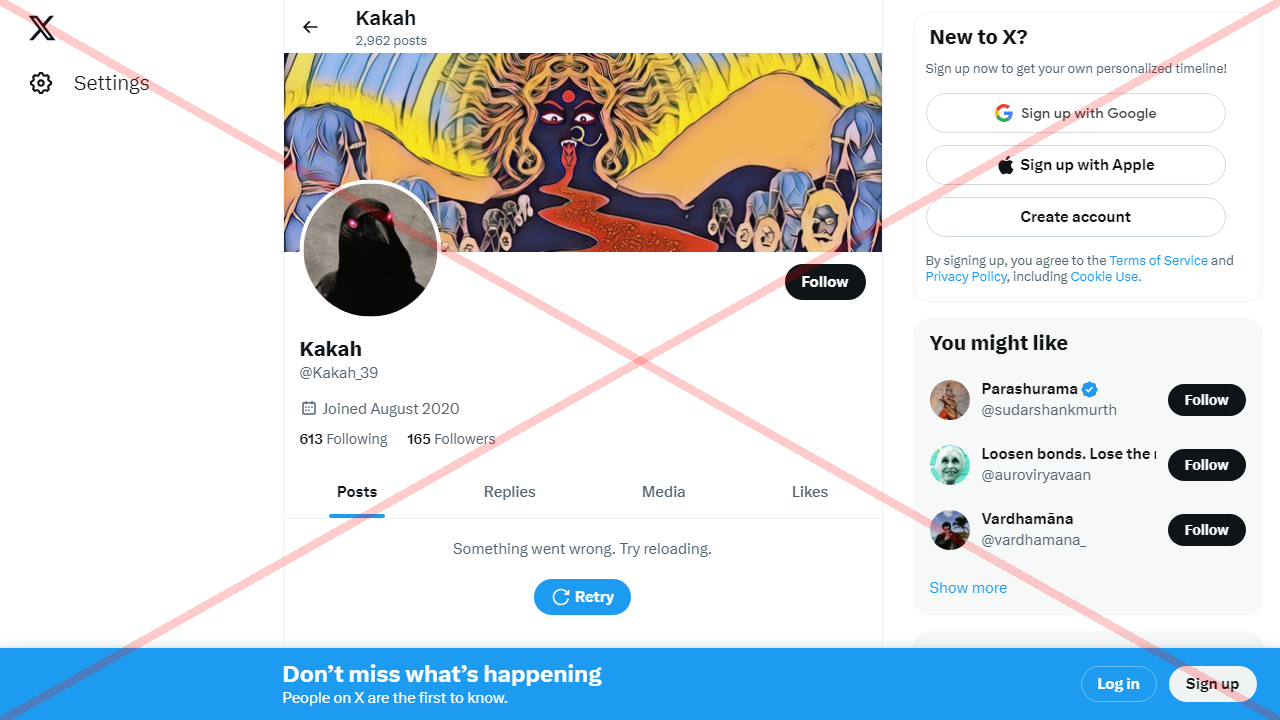 Settings
Kakah
2,962 posts
Follow
Kakah
@Kakah_39
Joined August 2020
613 Following 165 Followers
Posts Replies Media Likes
Something went wrong. Try reloading.
Retry
New to X?
Sign up now to get your own personalized timeline!
Sign up with Google
Sign up with Apple
Create account
By signing up, you agree to the Terms of Service and
Privacy Policy, including Cookie Use.
You might like
Parashurama
@sudarshankmurth
Follow
Loosen bonds. Lose the
@auroviryavaan
Follow
Vardhamāna
@vardhamana_
Follow
Show more
Don’t miss what’s happening
People on X are the first to know.
Log in
Sign up